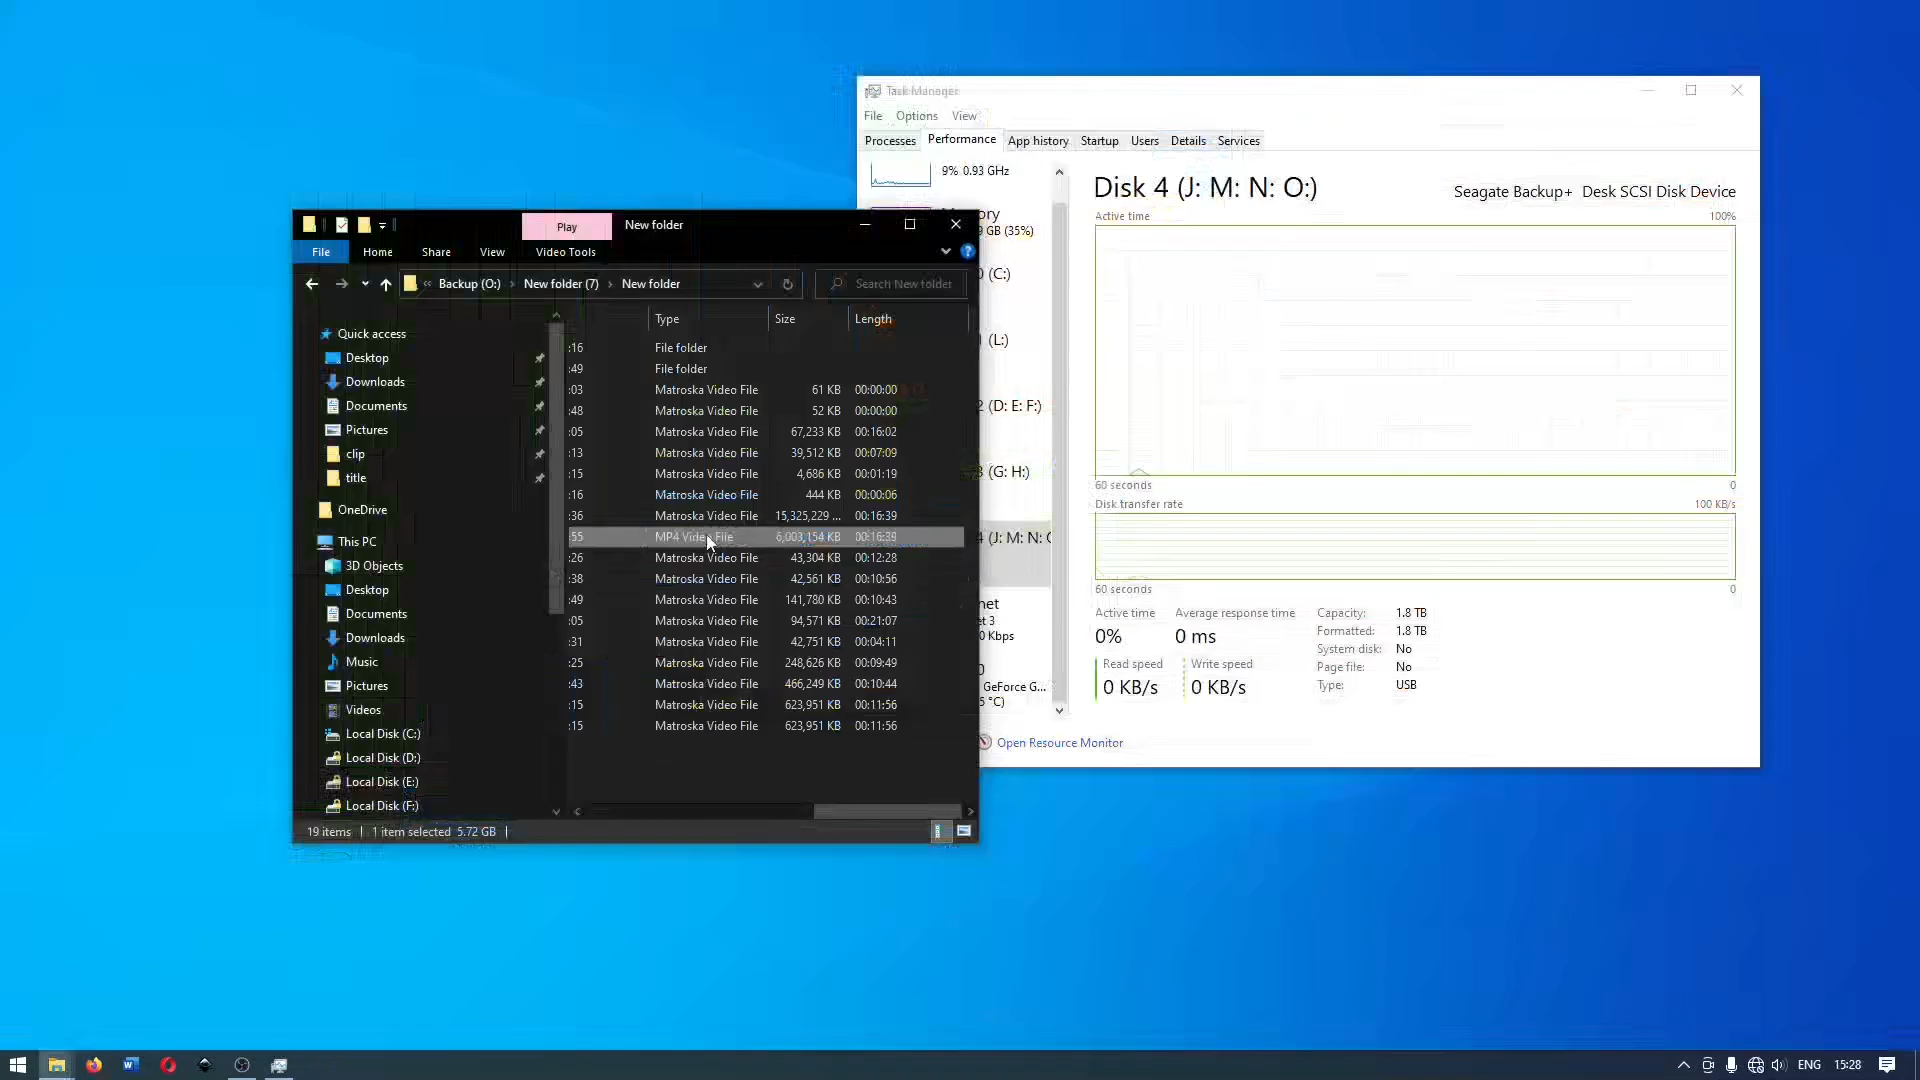 Task Manager
File Options View
Processes Performance App history Startup Users Details Services
9% 0.93 GHz
Disk 4 (J: M: N: O:)
Seagate Backup+ Desk SCSI Disk Device
Active time 100%
60 seconds 0
Disk transfer rate 100 KB/s
60 seconds 0
Active time Average response time
0% 0 ms
Read speed Write speed
0 KB/s 0 KB/s
Capacity: 1.8 TB
Formatted: 1.8 TB
System disk: No
Page file: No
Type: USB
GB (35%)
(C:)
(L:)
(D: E: F:)
(G: H:)
(J: M: N:
0 Kbps
GeForce G...
°C)
Open Resource Monitor
Play New folder
File Home Share View Video Tools
« Backup (O:) > New folder (7) > New folder
Search New folder
Type Size Length
:16 File folder
:49 File folder
:03 Matroska Video File 61 KB 00:00:00
:48 Matroska Video File 52 KB 00:00:00
:05 Matroska Video File 67,233 KB 00:16:02
:13 Matroska Video File 39,512 KB 00:07:09
:15 Matroska Video File 4,686 KB 00:01:19
:16 Matroska Video File 444 KB 00:00:06
:36 Matroska Video File 15,325,229 ... 00:16:39
:55 MP4 Video File 6,003,154 KB 00:16:39
:26 Matroska Video File 43,304 KB 00:12:28
:38 Matroska Video File 42,561 KB 00:10:56
:49 Matroska Video File 141,780 KB 00:10:43
:05 Matroska Video File 94,571 KB 00:21:07
:31 Matroska Video File 42,751 KB 00:04:11
:25 Matroska Video File 248,626 KB 00:09:49
:43 Matroska Video File 466,249 KB 00:10:44
:15 Matroska Video File 623,951 KB 00:11:56
:15 Matroska Video File 623,951 KB 00:11:56
Quick access
Desktop
Downloads
Documents
Pictures
clip
title
OneDrive
This PC
3D Objects
Desktop
Documents
Downloads
Music
Pictures
Videos
Local Disk (C:)
Local Disk (D:)
Local Disk (E:)
Local Disk (F:)
19 items 1 item selected 5.72 GB
ENG 15:28